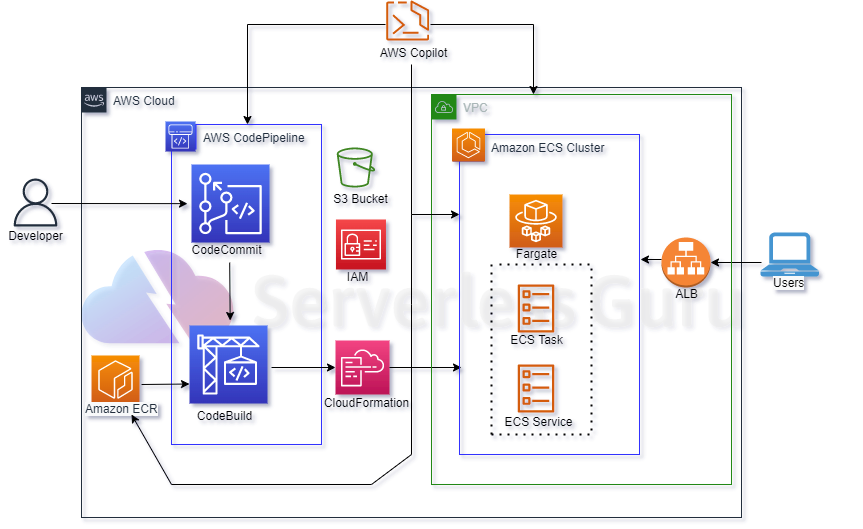 AWS Copilot
aws
AWS Cloud
VPC
AWS CodePipeline
Amazon ECS Cluster
S3 Bucket
Developer
CodeCommit
IAM
Fargate
ALB
Users
Serverless Guru
ECS Task
Amazon ECR
CodeBuild
CloudFormation
ECS Service